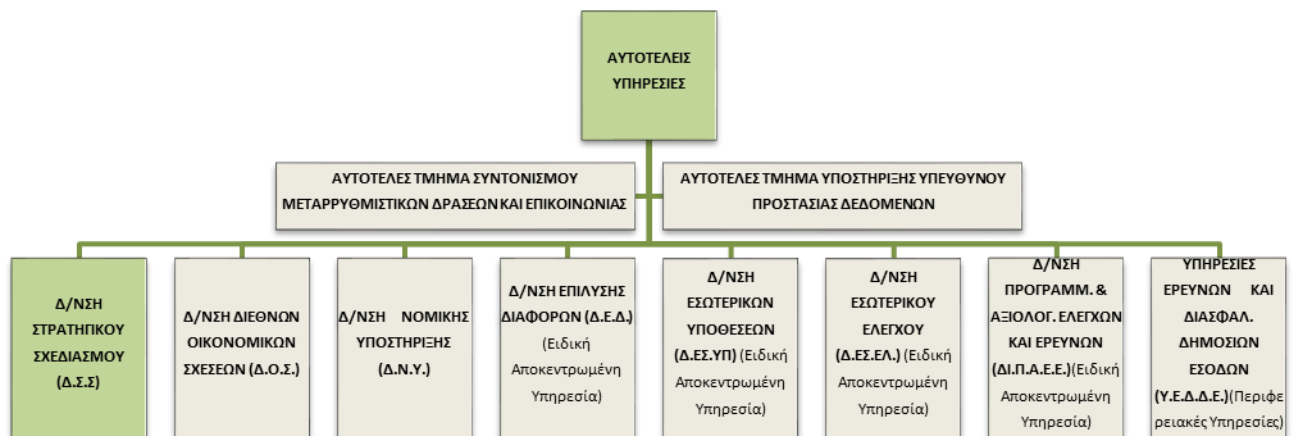 ΑΥΤΟΤΕΛΕΙΣ
ΥΠΗΡΕΣΙΕΣ
ΑΥΤΟΤΕΛΕΣ ΤΜΗΜΑ ΣΥΝΤΟΝΙΣΜΟΥ
ΜΕΤΑΡΡΥΘΜΙΣΤΙΚΩΝ ΔΡΑΣΕΩΝ ΚΑΙ ΕΠΙΚΟΙΝΩΝΙΑΣ
ΑΥΤΟΤΕΛΕΣ ΤΜΗΜΑ ΥΠΟΣΤΗΡΙΞΗΣ ΥΠΕΥΘΥΝΟΥ
ΠΡΟΣΤΑΣΙΑΣ ΔΕΔΟΜΕΝΩΝ
Δ/ΝΣΗ
ΣΤΡΑΤΗΓΙΚΟΥ
ΣΧΕΔΙΑΣΜΟΥ
(Δ.Σ.Σ)
Δ/ΝΣΗ ΔΙΕΘΝΩΝ
ΟΙΚΟΝΟΜΙΚΩΝ
ΣΧΕΣΕΩΝ (Δ.Ο.Σ.)
Δ/ΝΣΗ ΝΟΜΙΚΗΣ
ΥΠΟΣΤΗΡΙΞΗΣ
(Δ.Ν.Υ.)
Δ/ΝΣΗ ΕΠΙΛΥΣΗΣ
ΔΙΑΦΟΡΩΝ (Δ.Ε.Δ.)
(Ειδική
Αποκεντρωμένη
Υπηρεσία)
Δ/ΝΣΗ
ΕΣΩΤΕΡΙΚΩΝ
ΥΠΟΘΕΣΕΩΝ
(Δ.ΕΣ.ΥΠ) (Ειδική
Αποκεντρωμένη
Υπηρεσία)
Δ/ΝΣΗ
ΕΣΩΤΕΡΙΚΟΥ
ΕΛΕΓΧΟΥ
(Δ.ΕΣ.ΕΛ.) (Ειδική
Αποκεντρωμένη
Υπηρεσία)
Δ/ΝΣΗ
ΠΡΟΓΡΑΜΜ. &
ΑΞΙΟΛΟΓ. ΕΛΕΓΧΩΝ
ΚΑΙ ΕΡΕΥΝΩΝ
(ΔΙ.Π.Α.Ε.Ε.)(Ειδική
Αποκεντρωμένη
Υπηρεσία)
ΥΠΗΡΕΣΙΕΣ
ΕΡΕΥΝΩΝ ΚΑΙ
ΔΙΑΣΦΑΛ.
ΔΗΜΟΣΙΩΝ
ΕΣΟΔΩΝ
(Υ.Ε.Δ.Δ.Ε.)(Περιφε
ρειακές Υπηρεσίες)